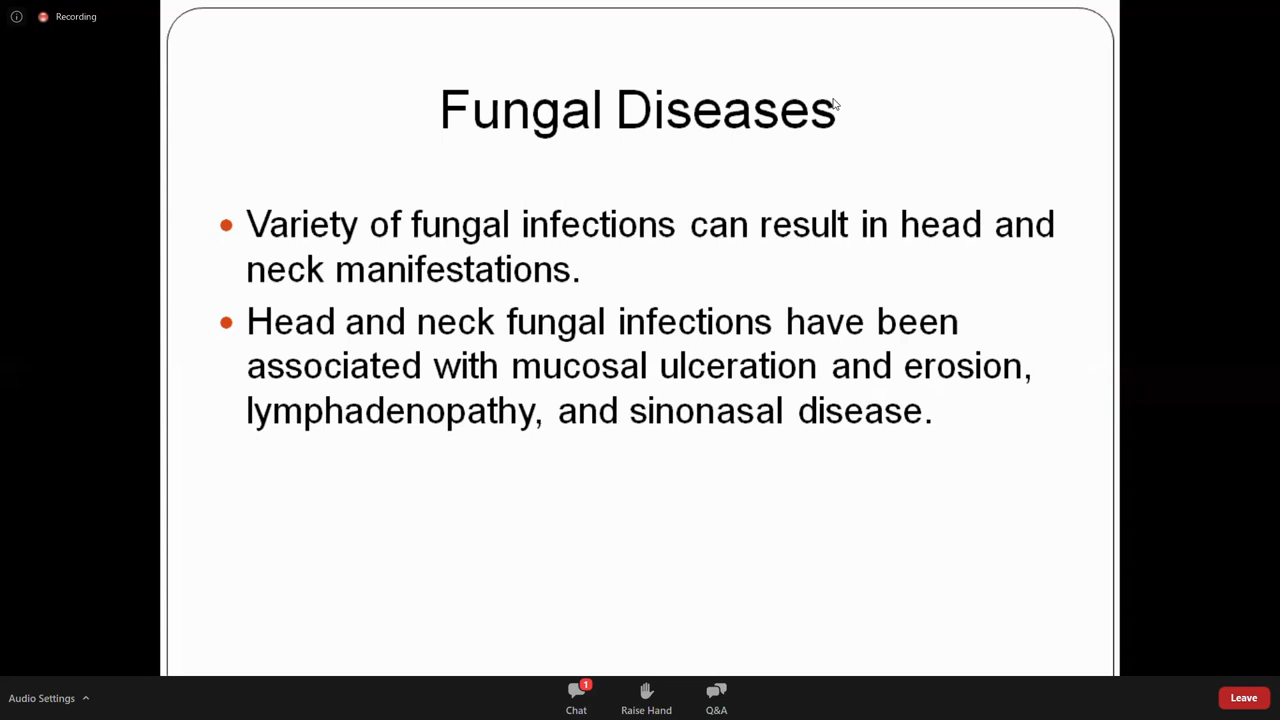 Recording
Fungal Diseases
Variety of fungal infections can result in head and
neck manifestations.
Head and neck fungal infections have been
associated with mucosal ulceration and erosion,
lymphadenopathy, and sinonasal disease.
Audio Settings
1
Chat
Raise Hand
Q&A
Leave